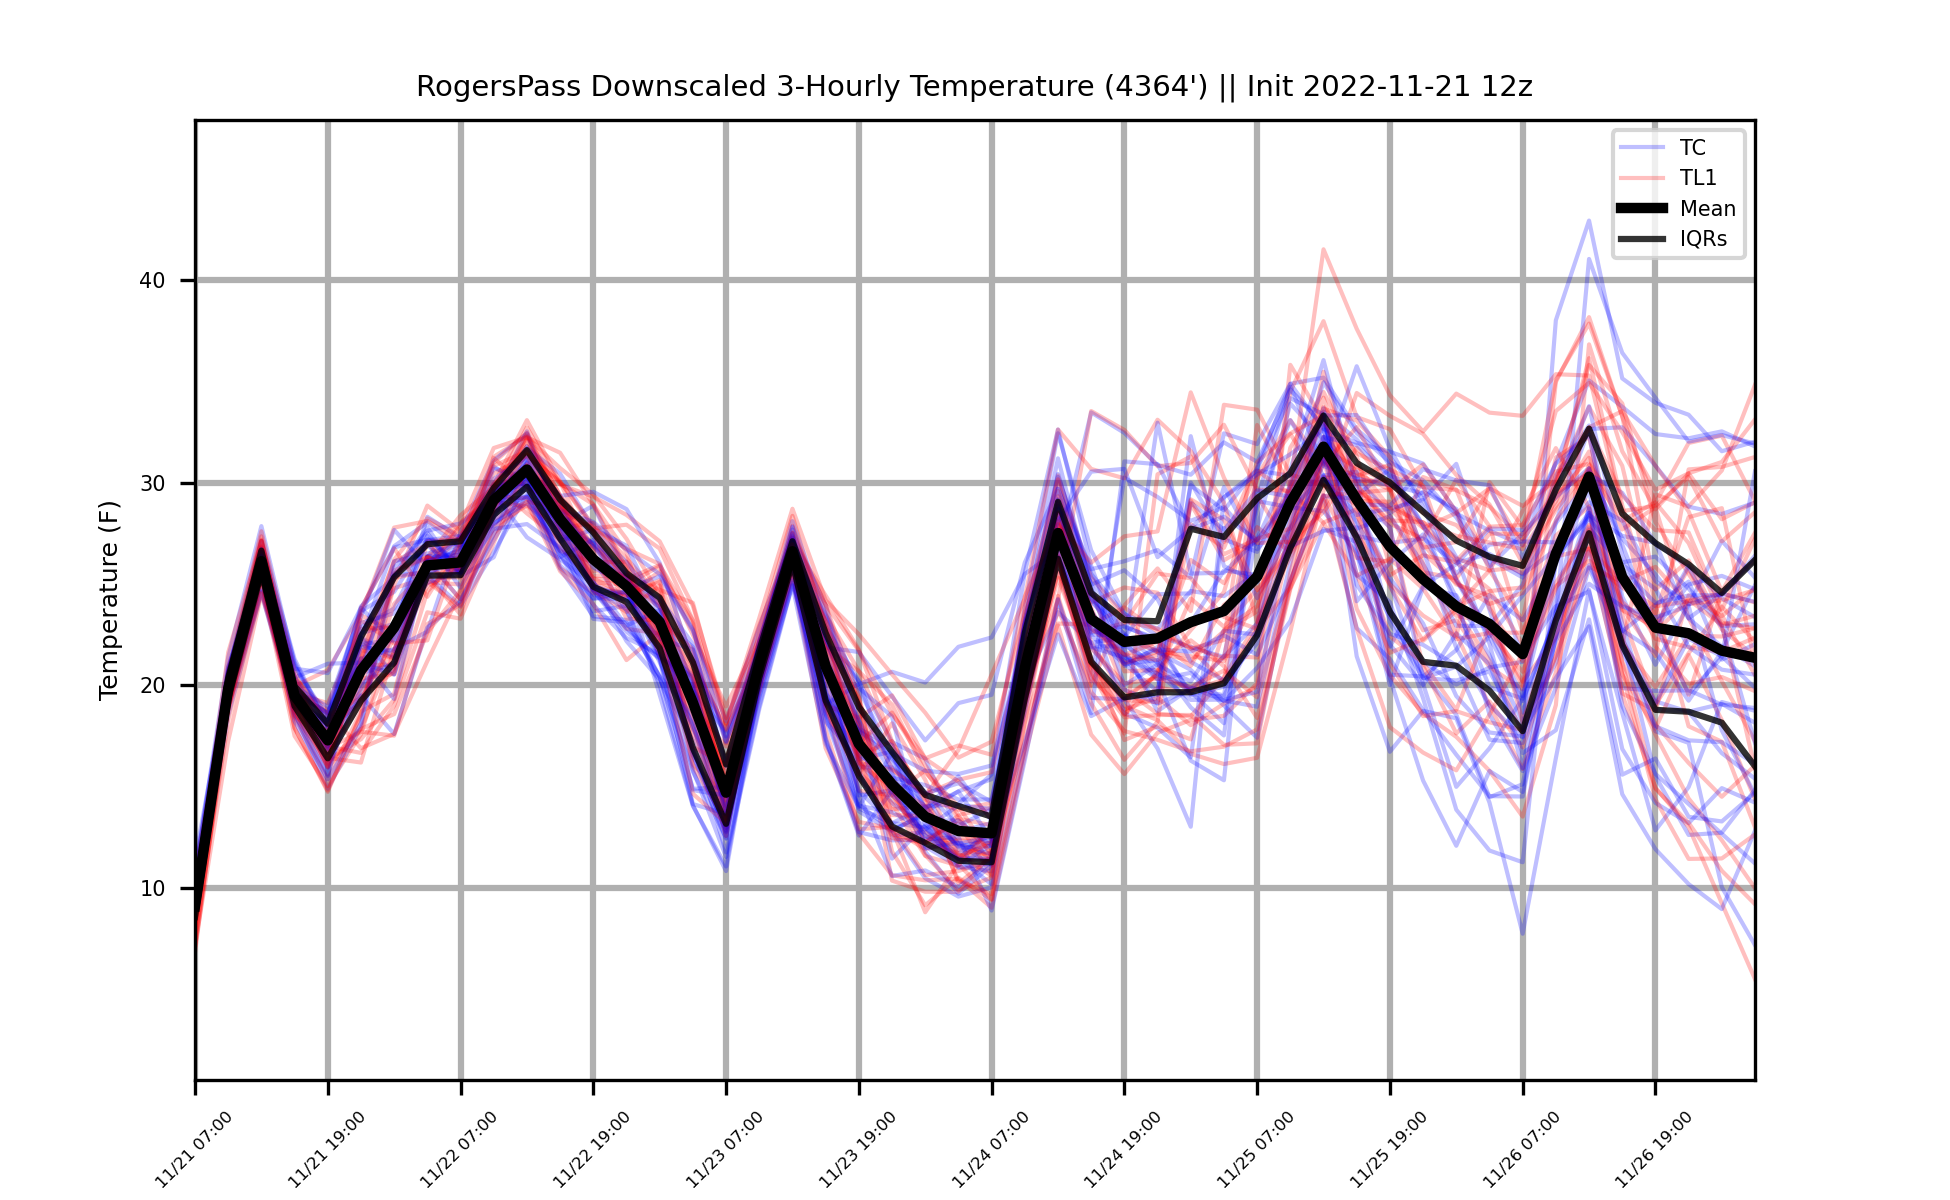 RogersPass Downscaled 3-Hourly Temperature (4364') || Init 2022-11-21 12z
TC
TL1
Mean
IQRs
Temperature (F)
40
30
20
10
11/21 07:00
11/21 19:00
11/22 07:00
11/22 19:00
11/23 07:00
11/23 19:00
11/24 07:00
11/24 19:00
11/25 07:00
11/25 19:00
11/26 07:00
11/26 19:00